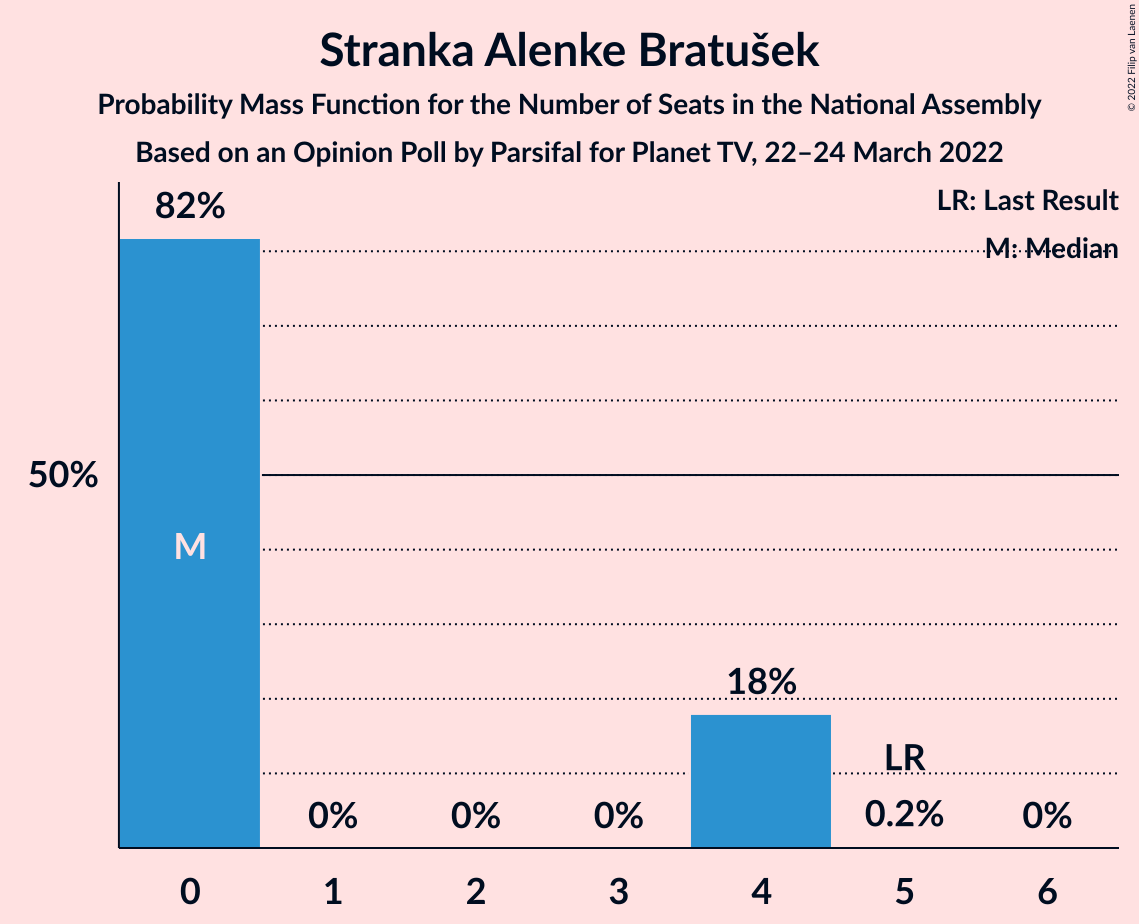 Stranka Alenke Bratušek
Probability Mass Function for the Number of Seats in the National Assembly
Based on an Opinion Poll by Parsifal for Planet TV, 22–24 March 2022
© 2022 Filip van Laenen
LR: Last Result
M: Median
82%
50%
M
18%
LR
0% 0% 0% 0.2% 0%
0 1 2 3 4 5 6